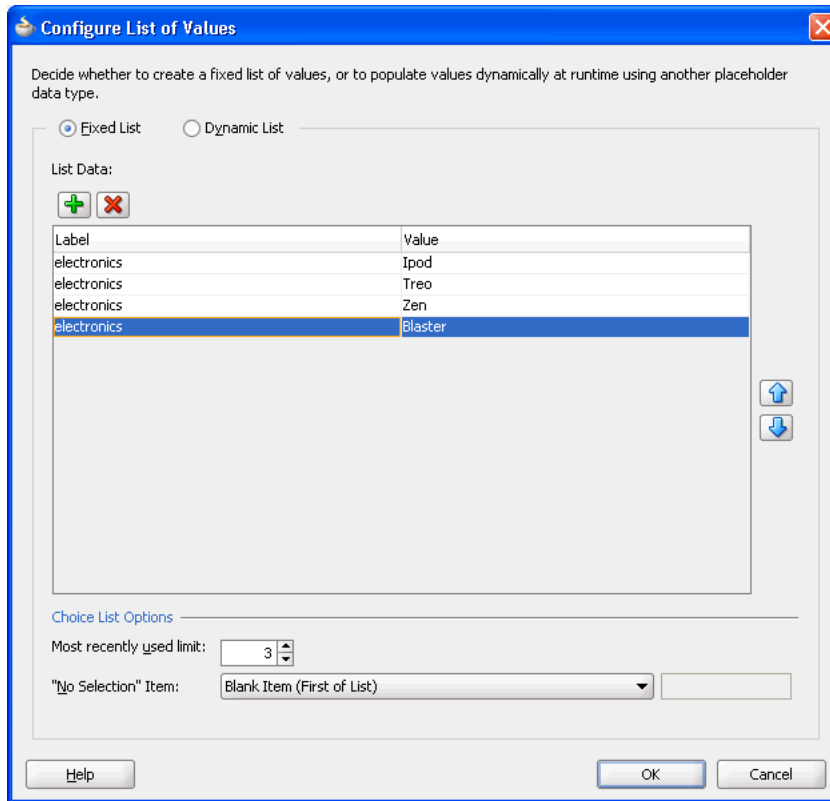 Configure List of Values
Decide whether to create a fixed list of values, or to populate values dynamically at runtime using another placeholder
data type.
Fixed List Dynamic List
List Data:
Label Value
electronics Ipod
electronics Treo
electronics Zen
electronics Blaster
Choice List Options
Most recently used limit: 3
"No Selection" Item: Blank Item (First of List)
Help OK Cancel